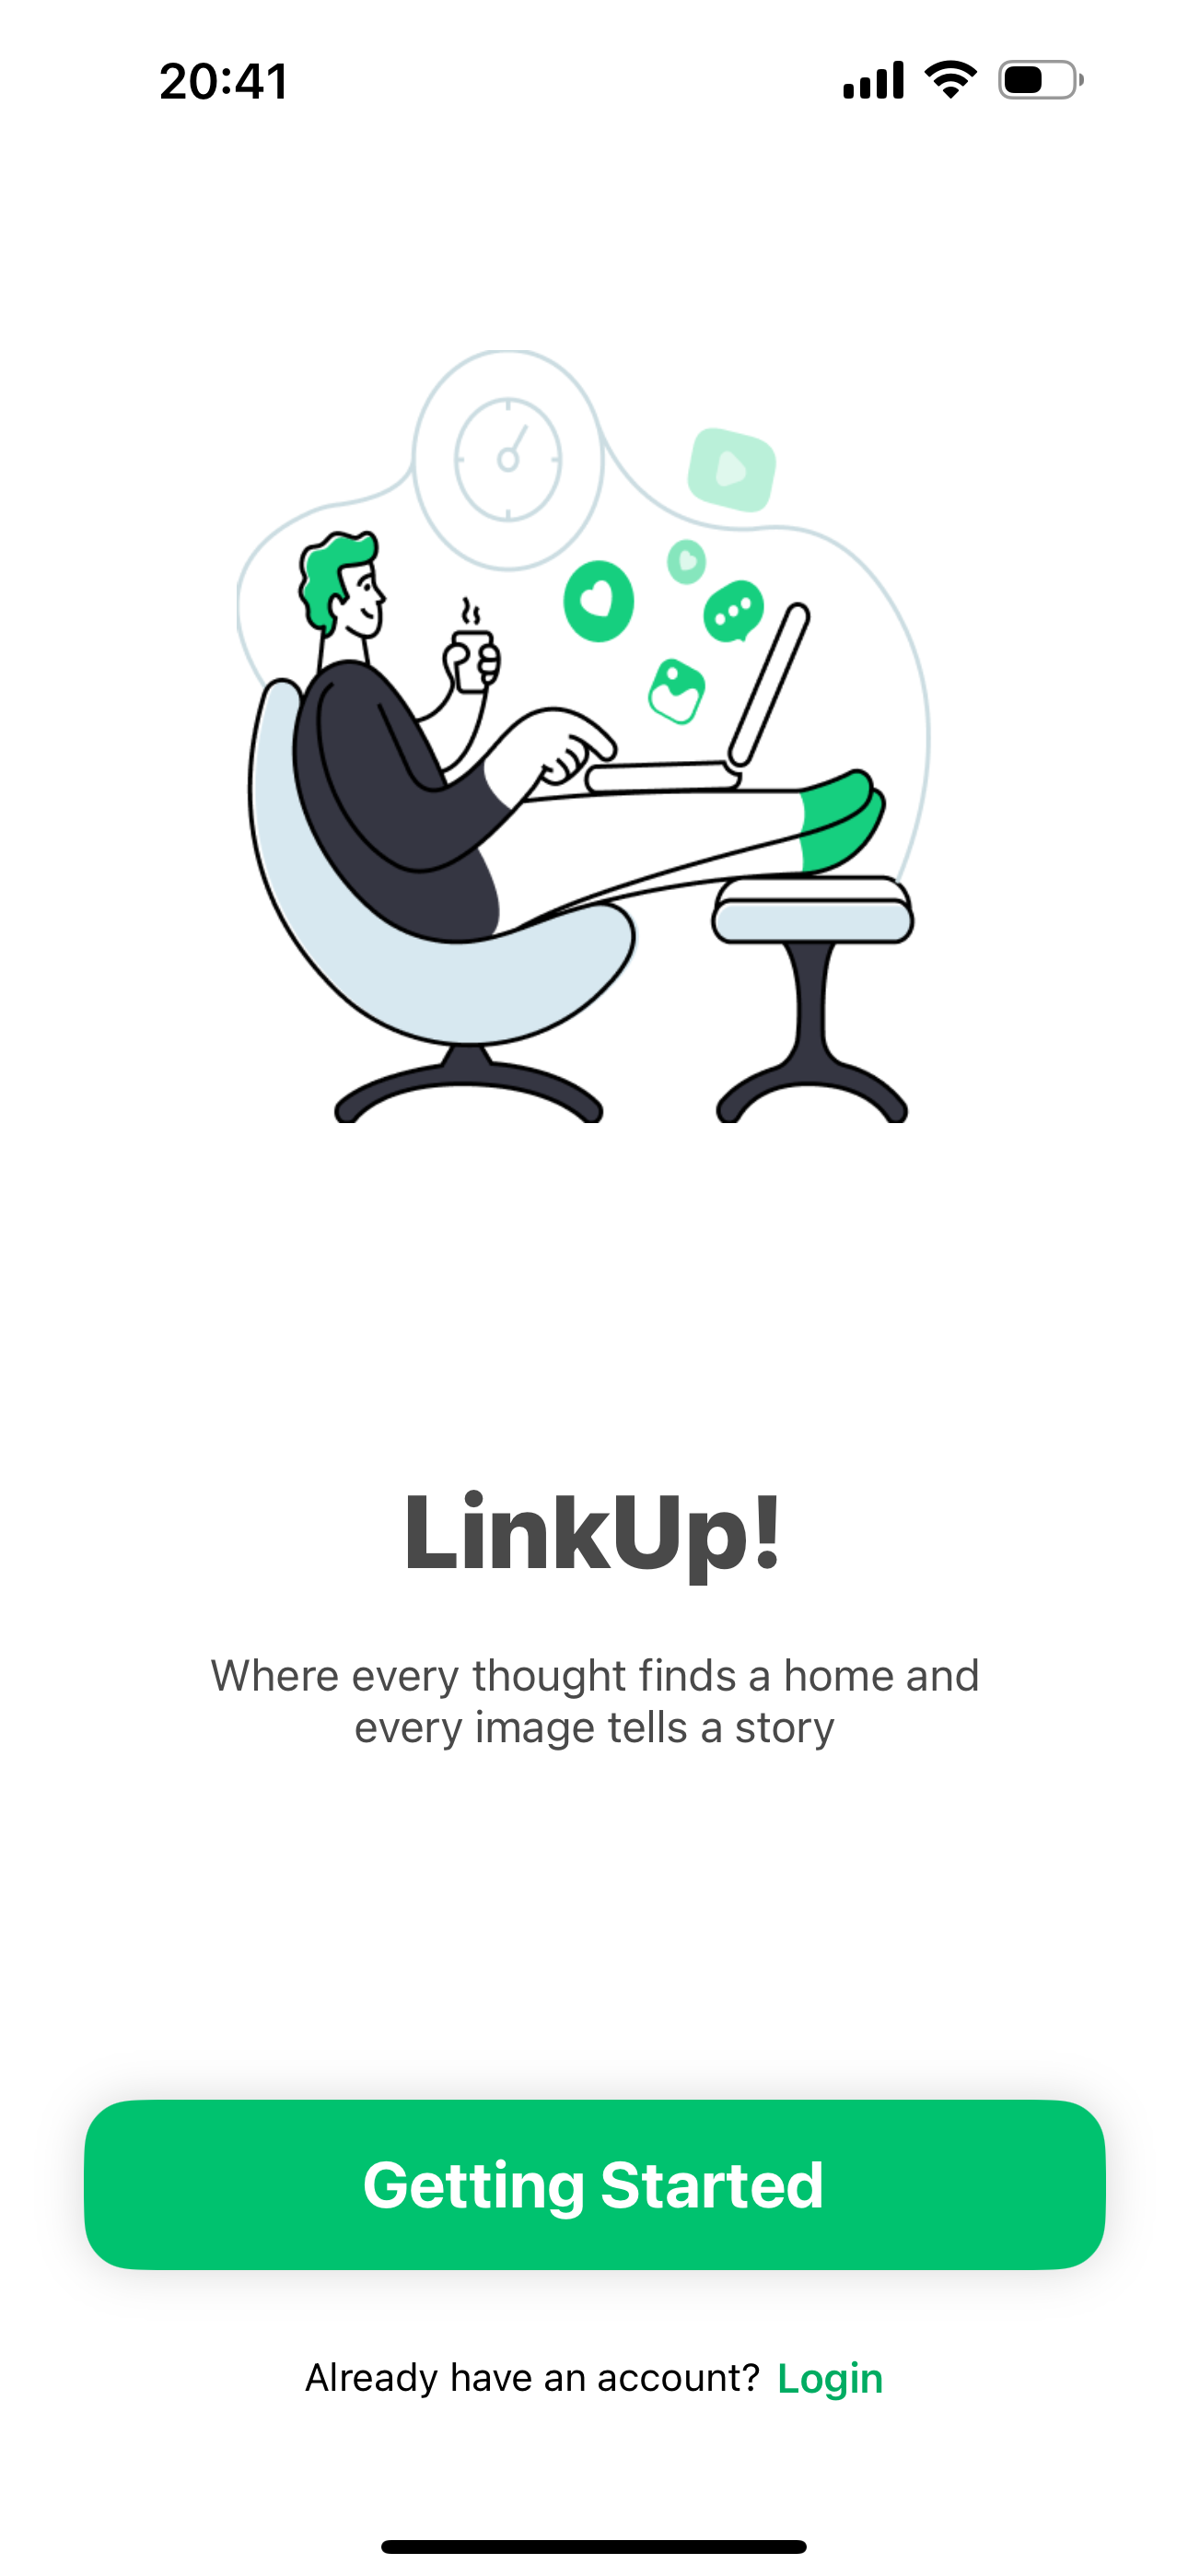 20:41
LinkUp!
Where every thought finds a home and
every image tells a story
Getting Started
Already have an account? Login